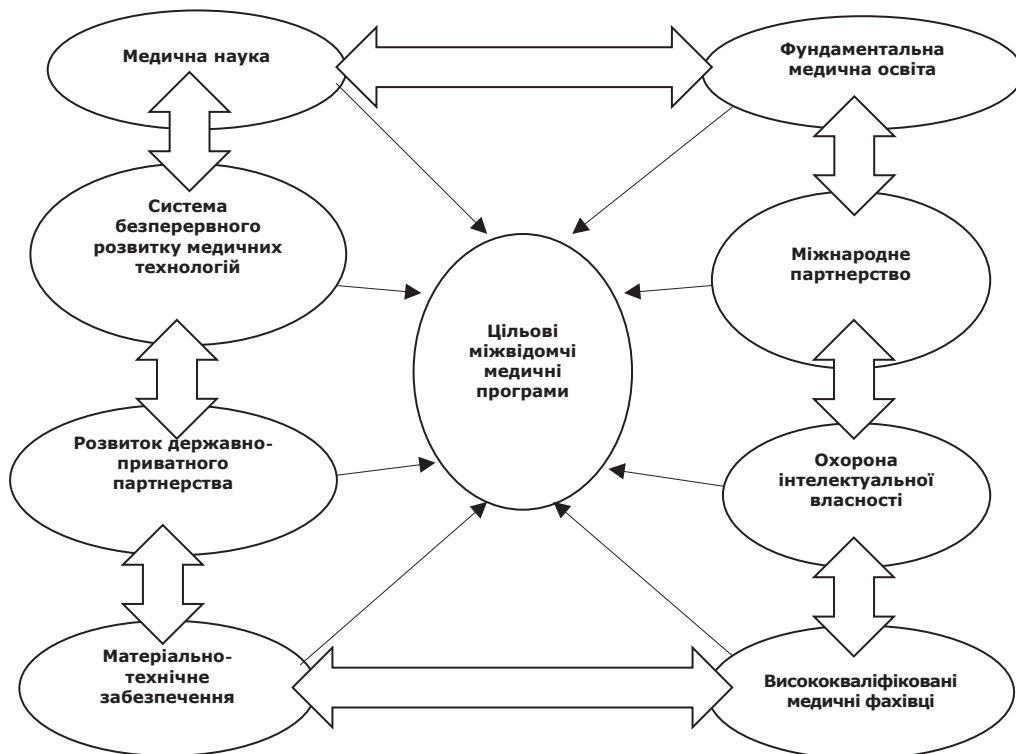 Медична наука
Фундаментальна
медична освіта
Система
безперервного
розвитку медичних
технологій
Міжнародне
партнерство
Цільові
міжвідомчі
медичні
програми
Розвиток державно-
приватного
партнерства
Охорона
інтелектуальної
власності
Матеріально-
технічне
забезпечення
Висококваліфіковані
медичні фахівці